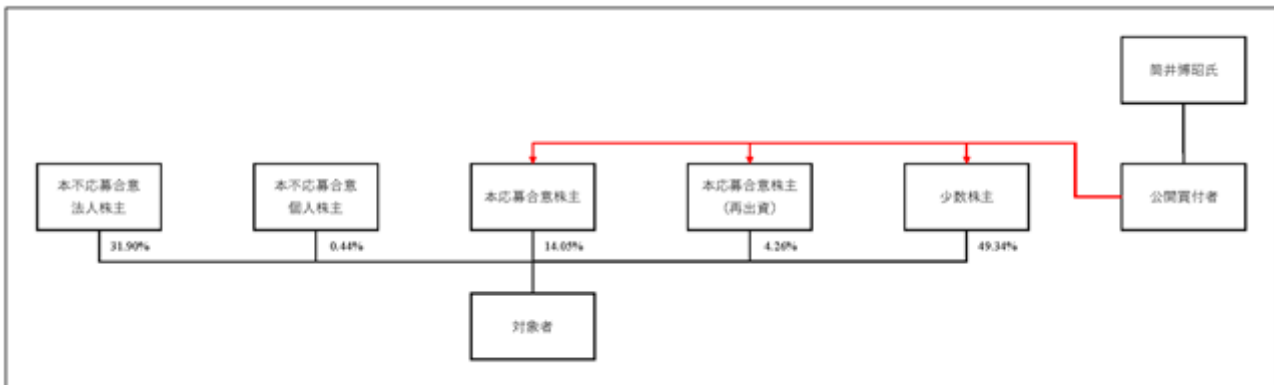 筒井博昭氏
本不応募合意
法人株主
本不応募合意
個人株主
本応募合意株主
本応募合意株主
(再出資)
少数株主
公開買付者
31.90%
0.44%
14.05%
4.26%
49.34%
対象者